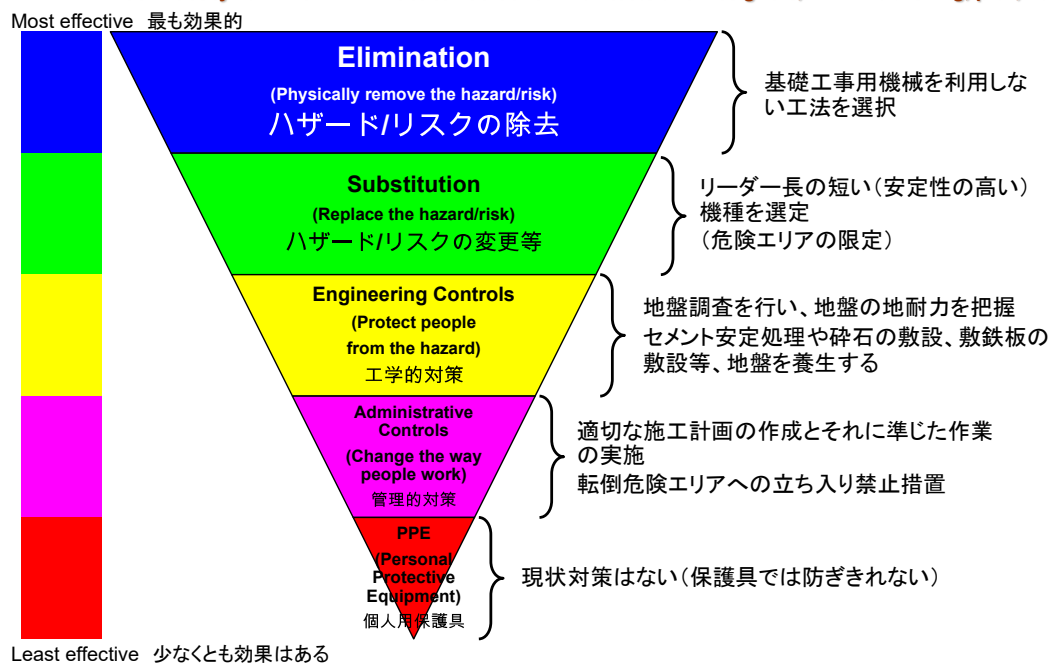 Most effective 最も効果的
Elimination
(Physically remove the hazard/risk)
ハザード/リスクの除去
基礎工事用機械を利用しな
い工法を選択
Substitution
(Replace the hazard/risk)
ハザード/リスクの変更等
リーダー長の短い(安定性の高い)
機種を選定
(危険エリアの限定)
Engineering Controls
(Protect people
from the hazard)
工学的対策
地盤調査を行い、地盤の地耐力を把握
セメント安定処理や砕石の敷設、敷鉄板の
敷設等、地盤を養生する
Administrative
Controls
(Change the way
people work)
管理的対策
適切な施工計画の作成とそれに準じた作業
の実施
転倒危険エリアへの立ち入り禁止措置
PPE
(Personal
Protective
Equipment)
個人用保護具
現状対策はない(保護具では防ぎきれない)
Least effective 少なくとも効果はある